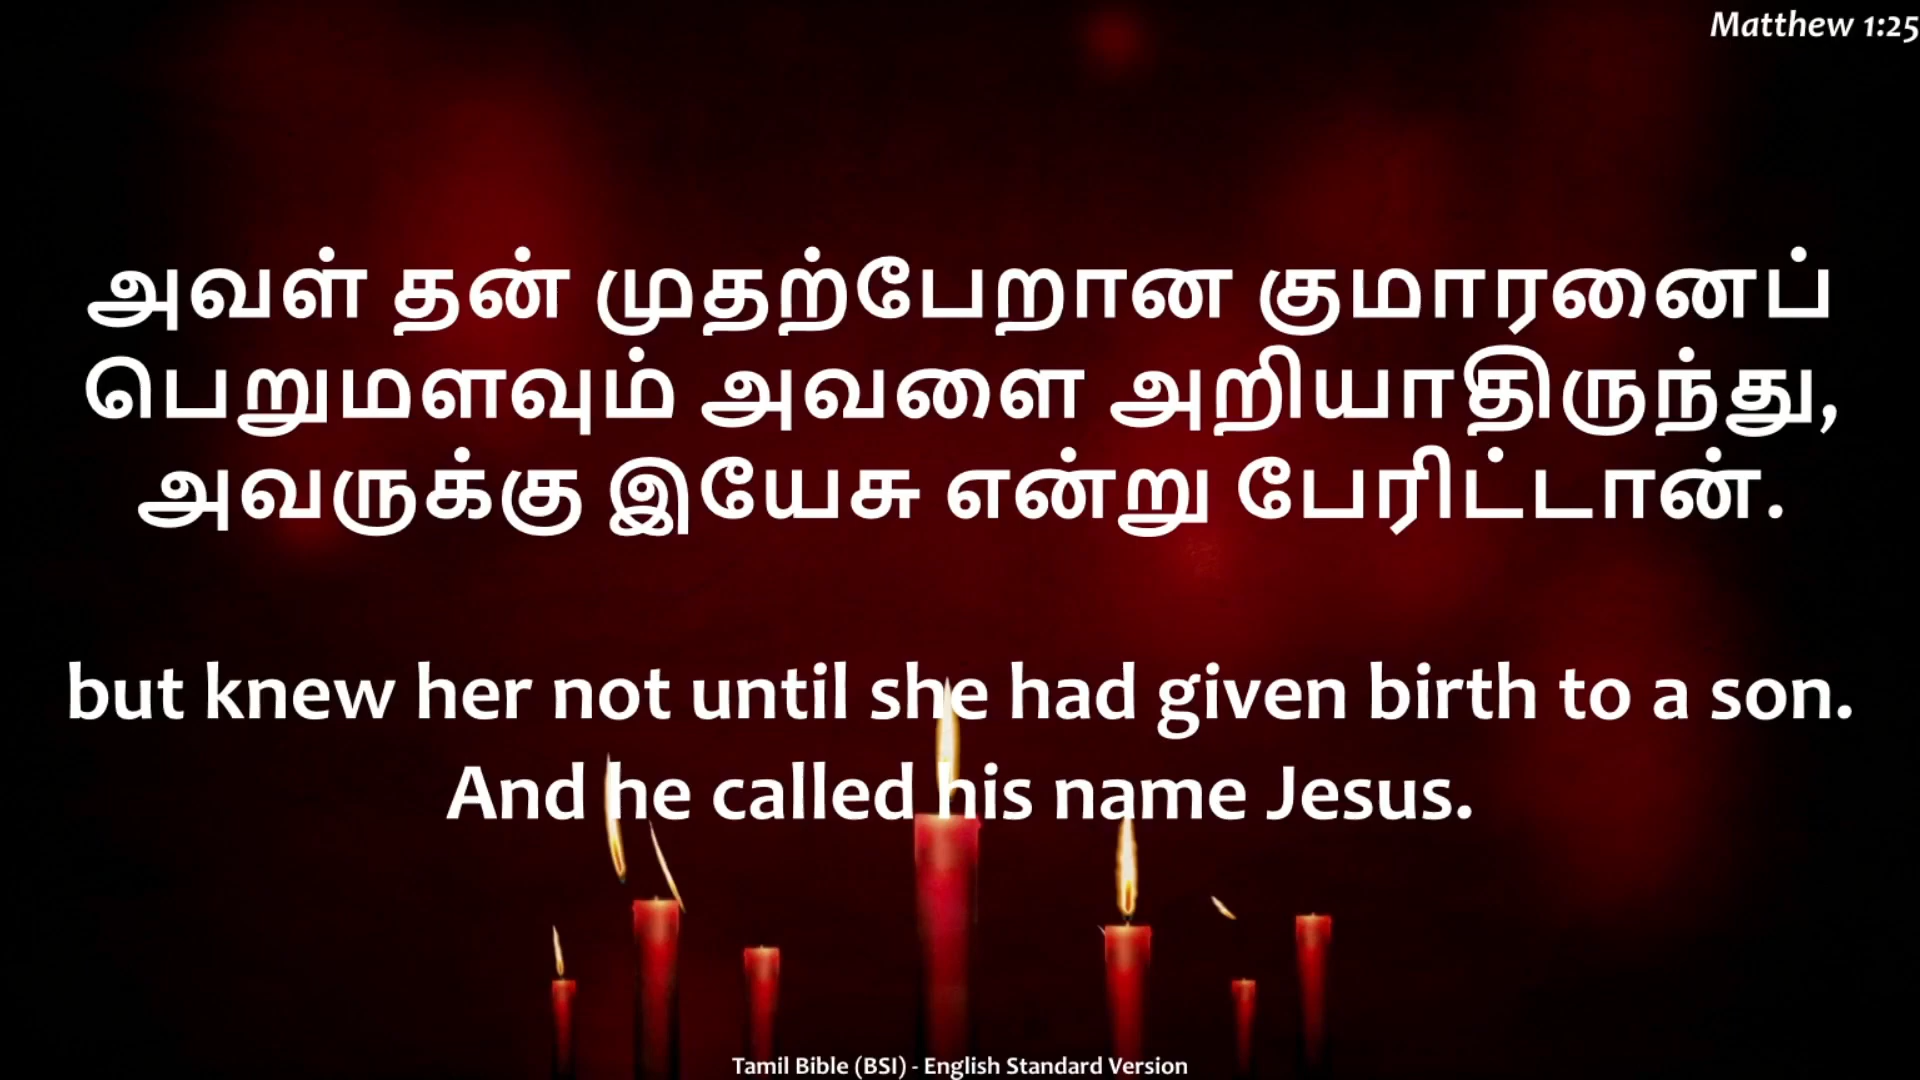 Matthew 1:25
அவள் தன் முதற்பேறான குமாரனைப்
பெறுமளவும் அவளை அறியாதிருந்து,
அவருக்கு இயேசு என்று பேரிட்டான்.
but knew her not until she had given birth to a son.
And he called his name Jesus.
Tamil Bible (BSI) - English Standard Version